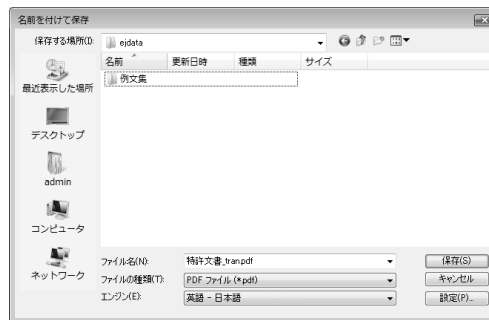 名前を付けて保存
保存する場所(I):
ejdata
名前
更新日時
種類
サイズ
例文集
最近表示した場所
デスクトップ
admin
コンピュータ
ネットワーク
ファイル名(N):
特許文書_tran.pdf
保存(S)
ファイルの種類(T):
PDF ファイル (*.pdf)
キャンセル
エンジン(E):
英語 - 日本語
設定(P)...